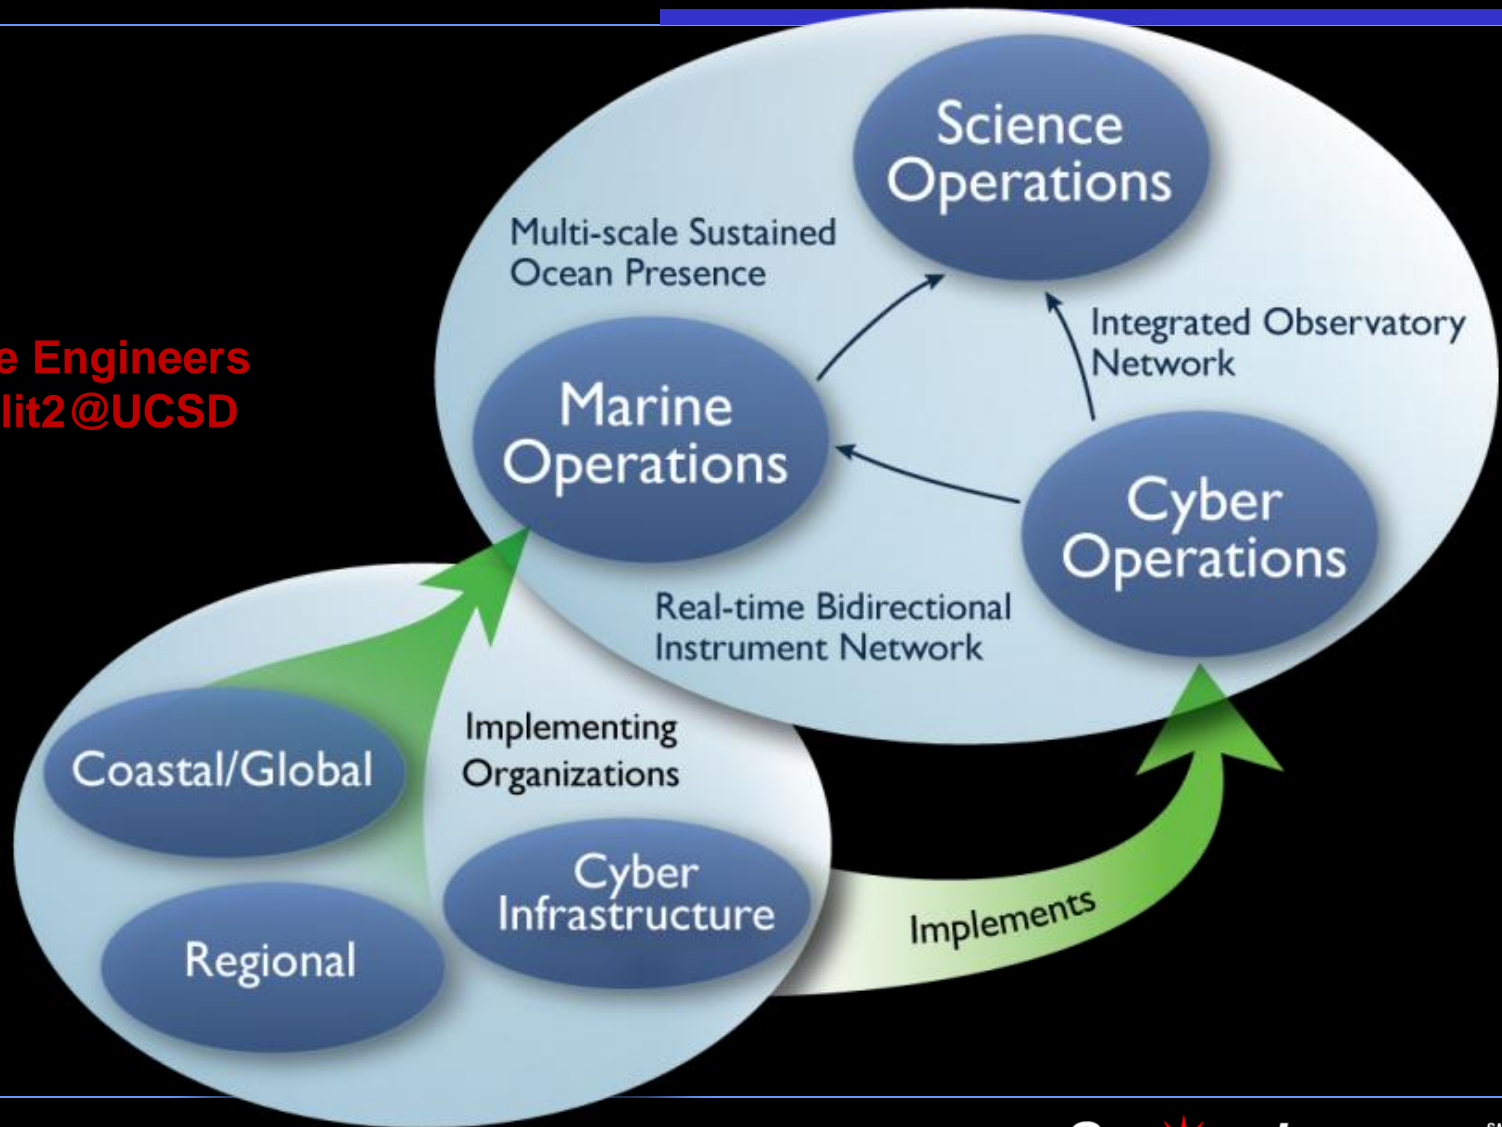 Science
Operations
Multi-scale Sustained
Ocean Presence
Integrated Observatory
Network
Engineers
@UCSD
Marine
Operations
Cyber
Operations
Real-time Bidirectional
Instrument Network
Implementing
Organizations
Coastal/Global
Cyber
Infrastructure
Regional
Implements